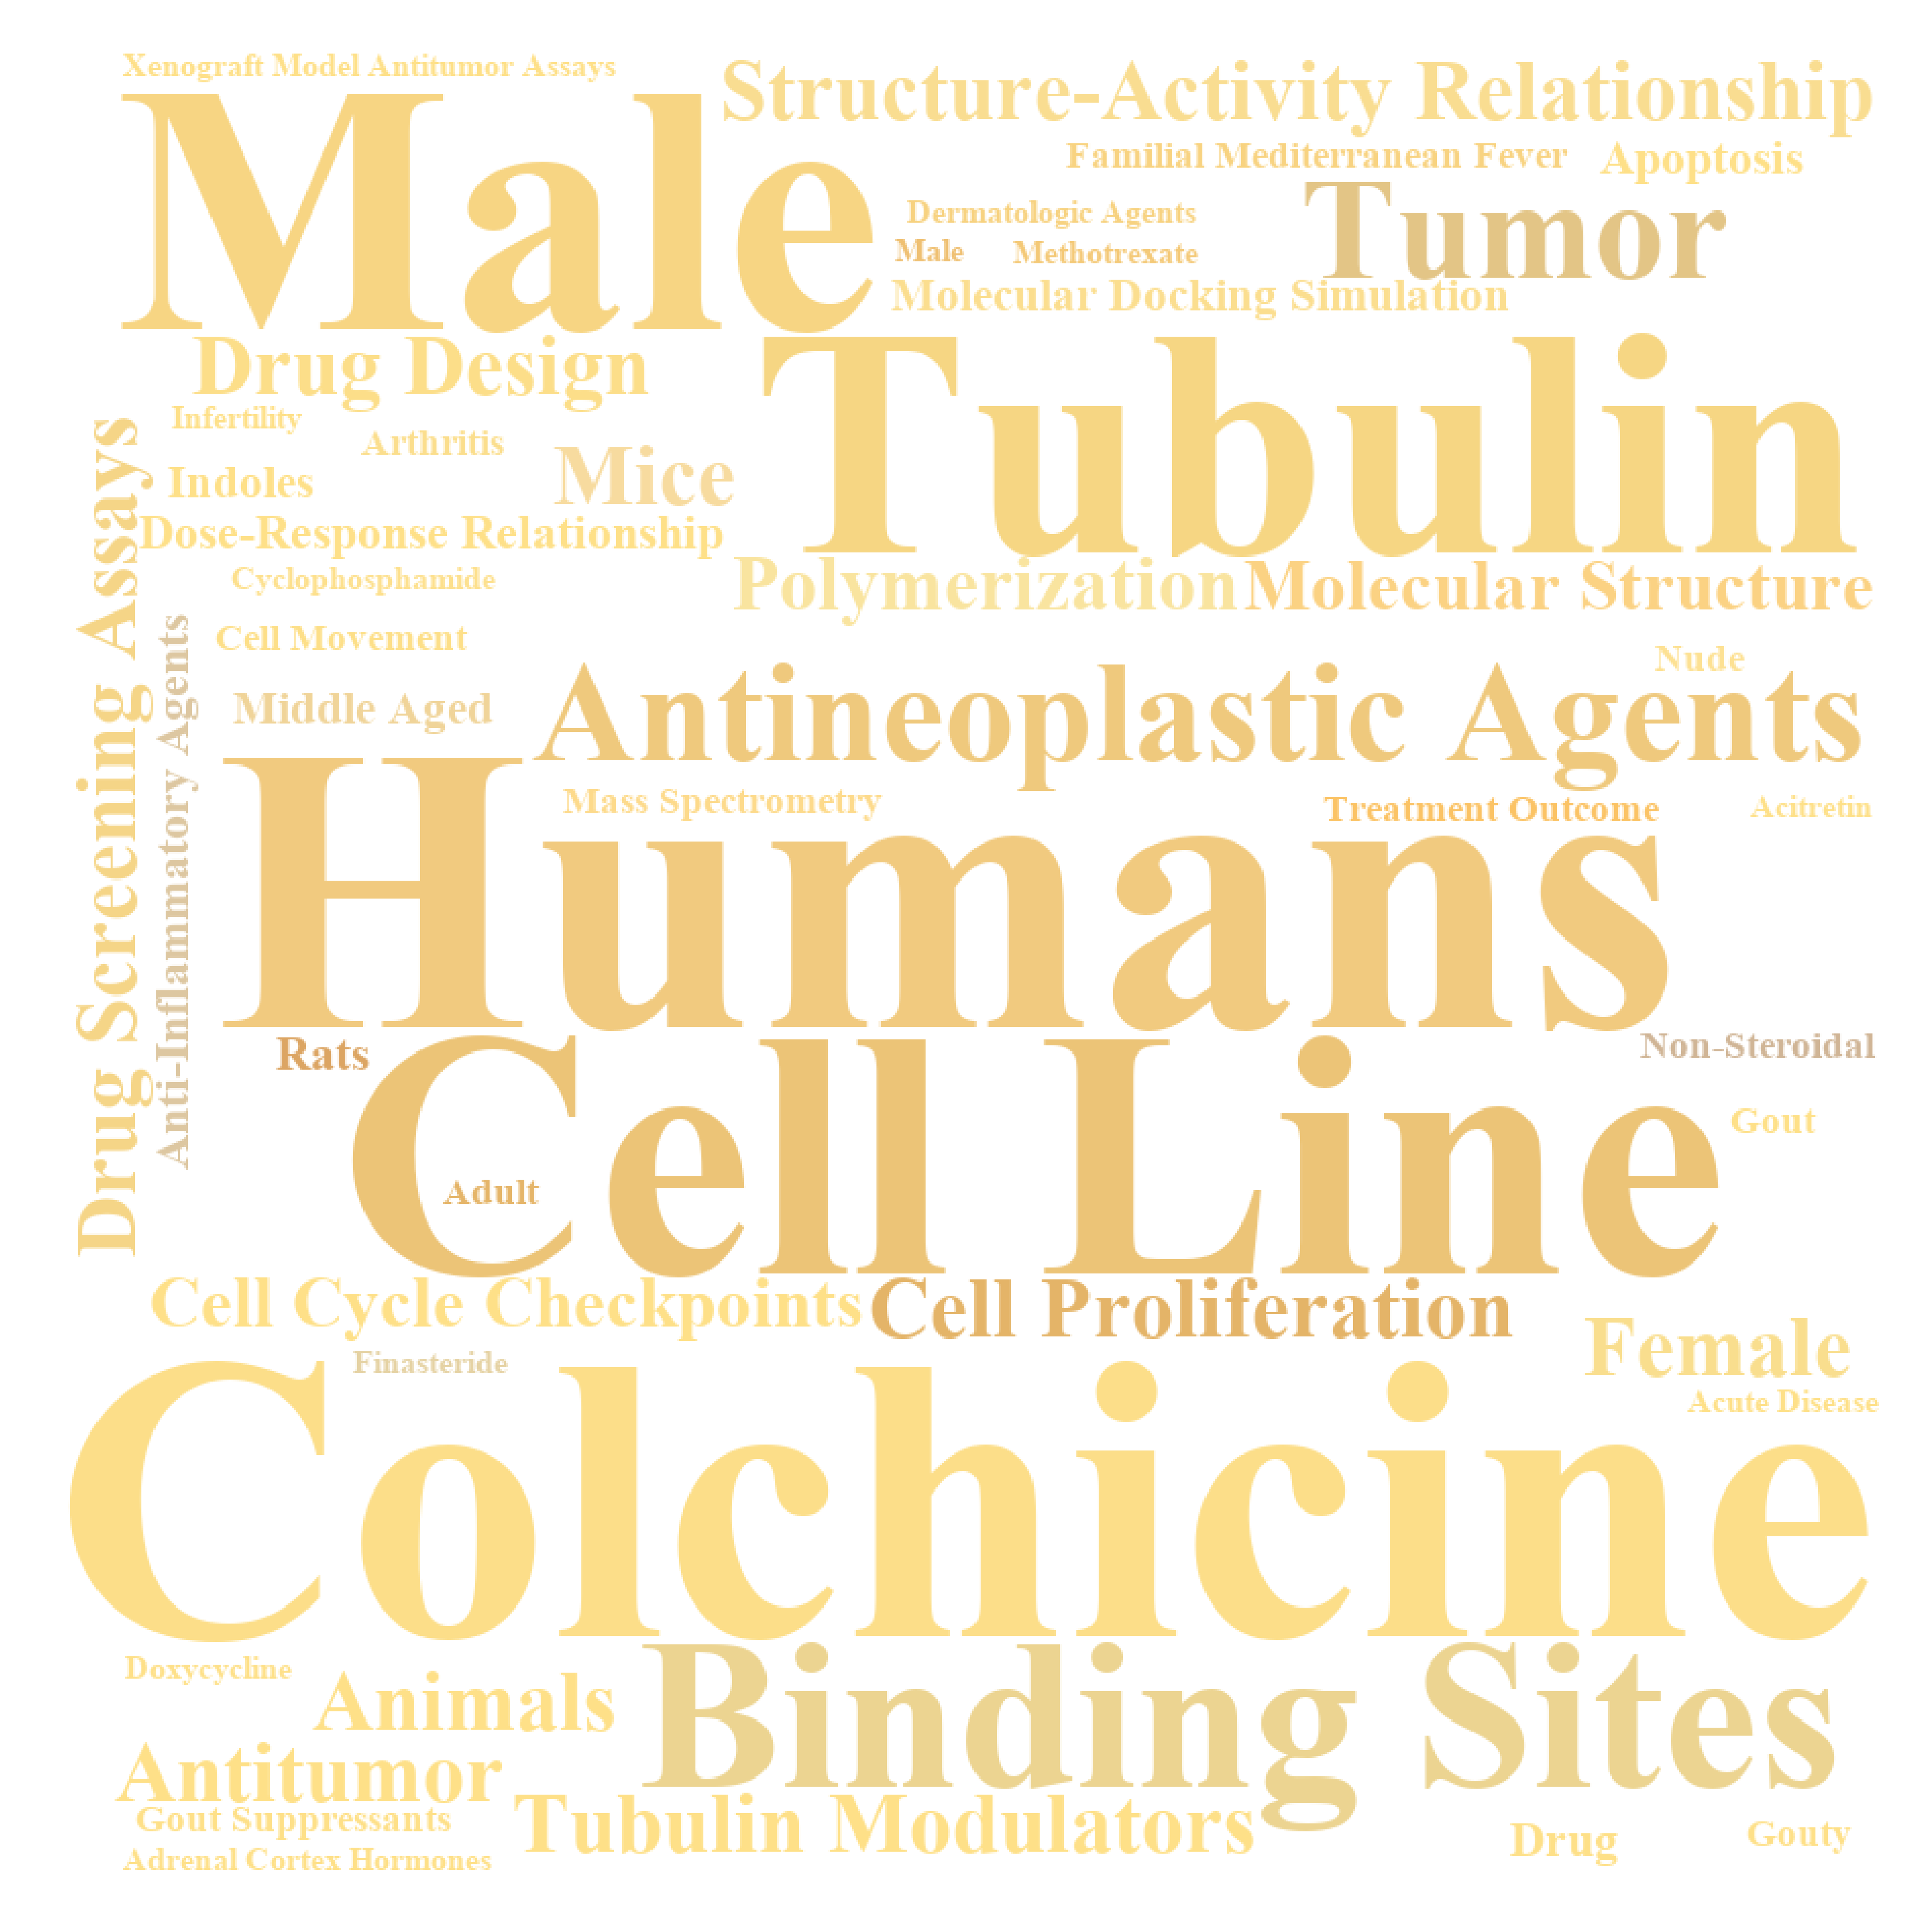 Xenograft Model Antitumor Assays
Structure-Activity Relationship
Male
Familial Mediterranean Fever
Apoptosis
Tumor
Dermatologic Agents
Male
Methotrexate
Molecular Docking Simulation
Drug Design
Tubulin
Infertility
Arthritis
Mice
Indoles
Dose-Response Relationship
Cyclophosphamide
Polymerization
Molecular Structure
Drug Screening Assays
Anti-Inflammatory Agents
Cell Movement
Nude
Middle Aged
Antineoplastic Agents
Mass Spectrometry
Treatment Outcome
Acitretin
Humans
Rats
Non-Steroidal
Cell Line
Gout
Adult
Cell Cycle Checkpoints
Cell Proliferation
Female
Finasteride
Acute Disease
Colchicine
Doxycycline
Animals
Binding Sites
Antitumor
Gout Suppressants
Tubulin Modulators
Drug
Gouty
Adrenal Cortex Hormones